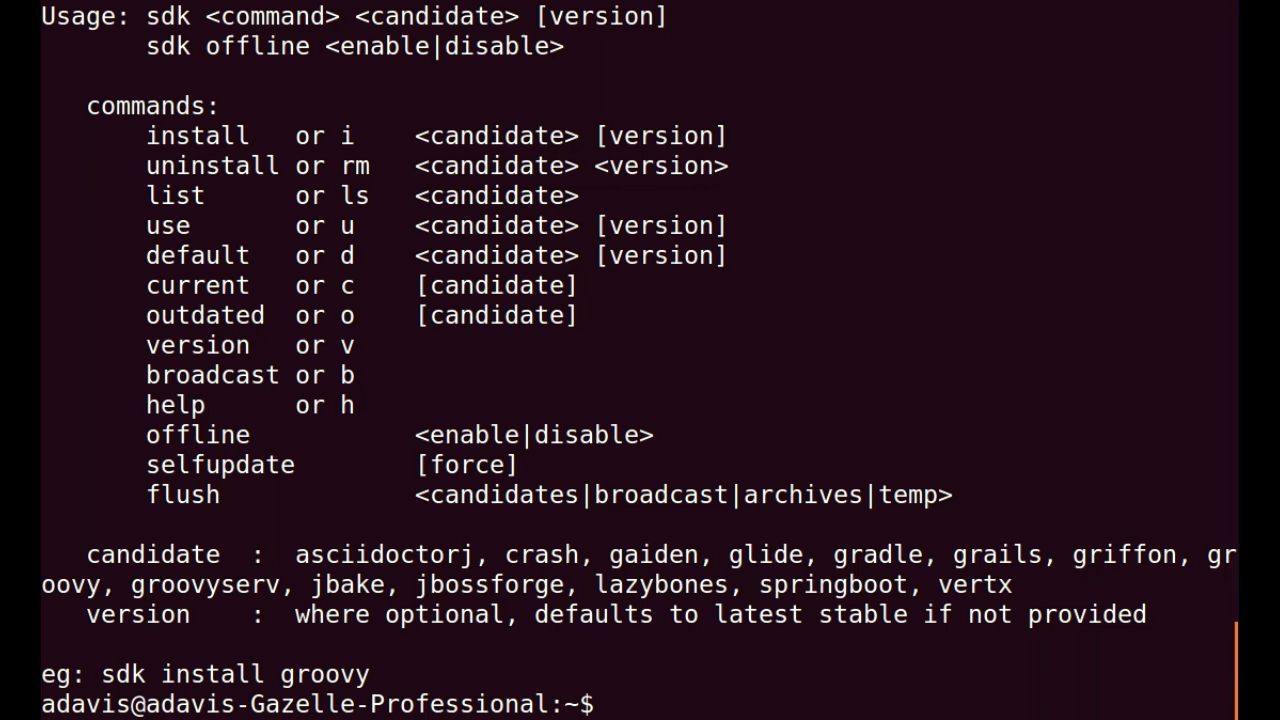 Usage: sdk <command> <candidate> [version]
       sdk offline <enable|disable>

   commands:
       install   or i    <candidate> [version]
       uninstall or rm   <candidate> <version>
       list      or ls   <candidate>
       use       or u    <candidate> [version]
       default   or d    <candidate> [version]
       current   or c    [candidate]
       outdated  or o    [candidate]
       version   or v
       broadcast or b
       help      or h
       offline           <enable|disable>
       selfupdate        [force]
       flush             <candidates|broadcast|archives|temp>

   candidate  :  asciidoctorj, crash, gaiden, glide, gradle, grails, griffon, gr
oovy, groovyserv, jbake, jbossforge, lazybones, springboot, vertx
   version    :  where optional, defaults to latest stable if not provided

eg: sdk install groovy
adavis@adavis-Gazelle-Professional:~$